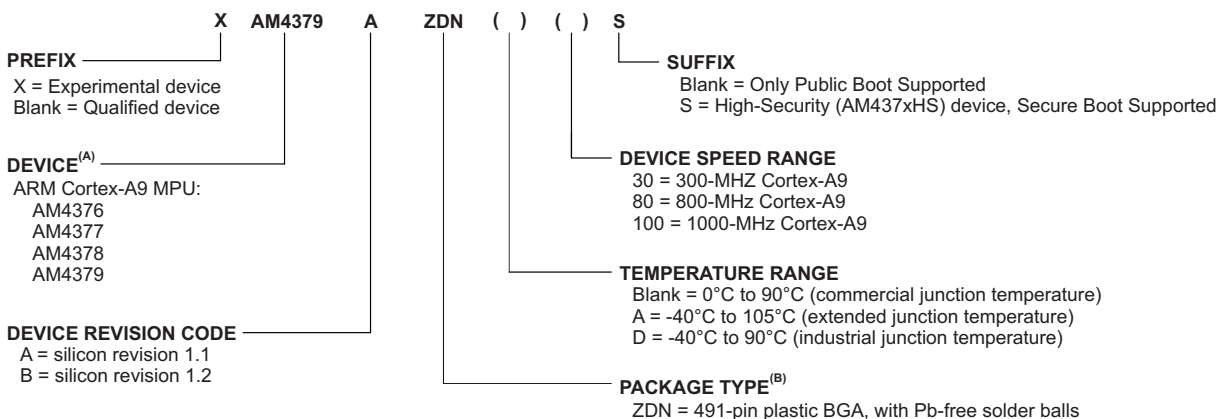 X AM4379 A ZDN ( ) ( ) S
PREFIX
X = Experimental device
Blank = Qualified device
DEVICE(A)
ARM Cortex-A9 MPU:
AM4376
AM4377
AM4378
AM4379
DEVICE REVISION CODE
A = silicon revision 1.1
B = silicon revision 1.2
SUFFIX
Blank = Only Public Boot Supported
S = High-Security (AM437xHS) device, Secure Boot Supported
DEVICE SPEED RANGE
30 = 300-MHZ Cortex-A9
80 = 800-MHz Cortex-A9
100 = 1000-MHz Cortex-A9
TEMPERATURE RANGE
Blank = 0°C to 90°C (commercial junction temperature)
A = -40°C to 105°C (extended junction temperature)
D = -40°C to 90°C (industrial junction temperature)
PACKAGE TYPE(B)
ZDN = 491-pin plastic BGA, with Pb-free solder balls